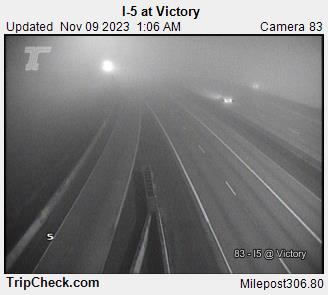 I-5 at Victory
Updated Nov 09 2023 1:06 AM Camera 83
T
S
83 - I5 @ Victory
TripCheck.com Milepost306.80